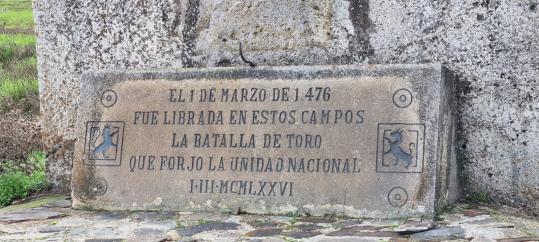 EL 1 DE MARZO DE 1476
FUE LIBRADA EN ESTOS CAMPOS
LA BATALLA DE TORO
QUE FORJO LA UNIDAD NACIONAL
I-III-MCMLXXVI